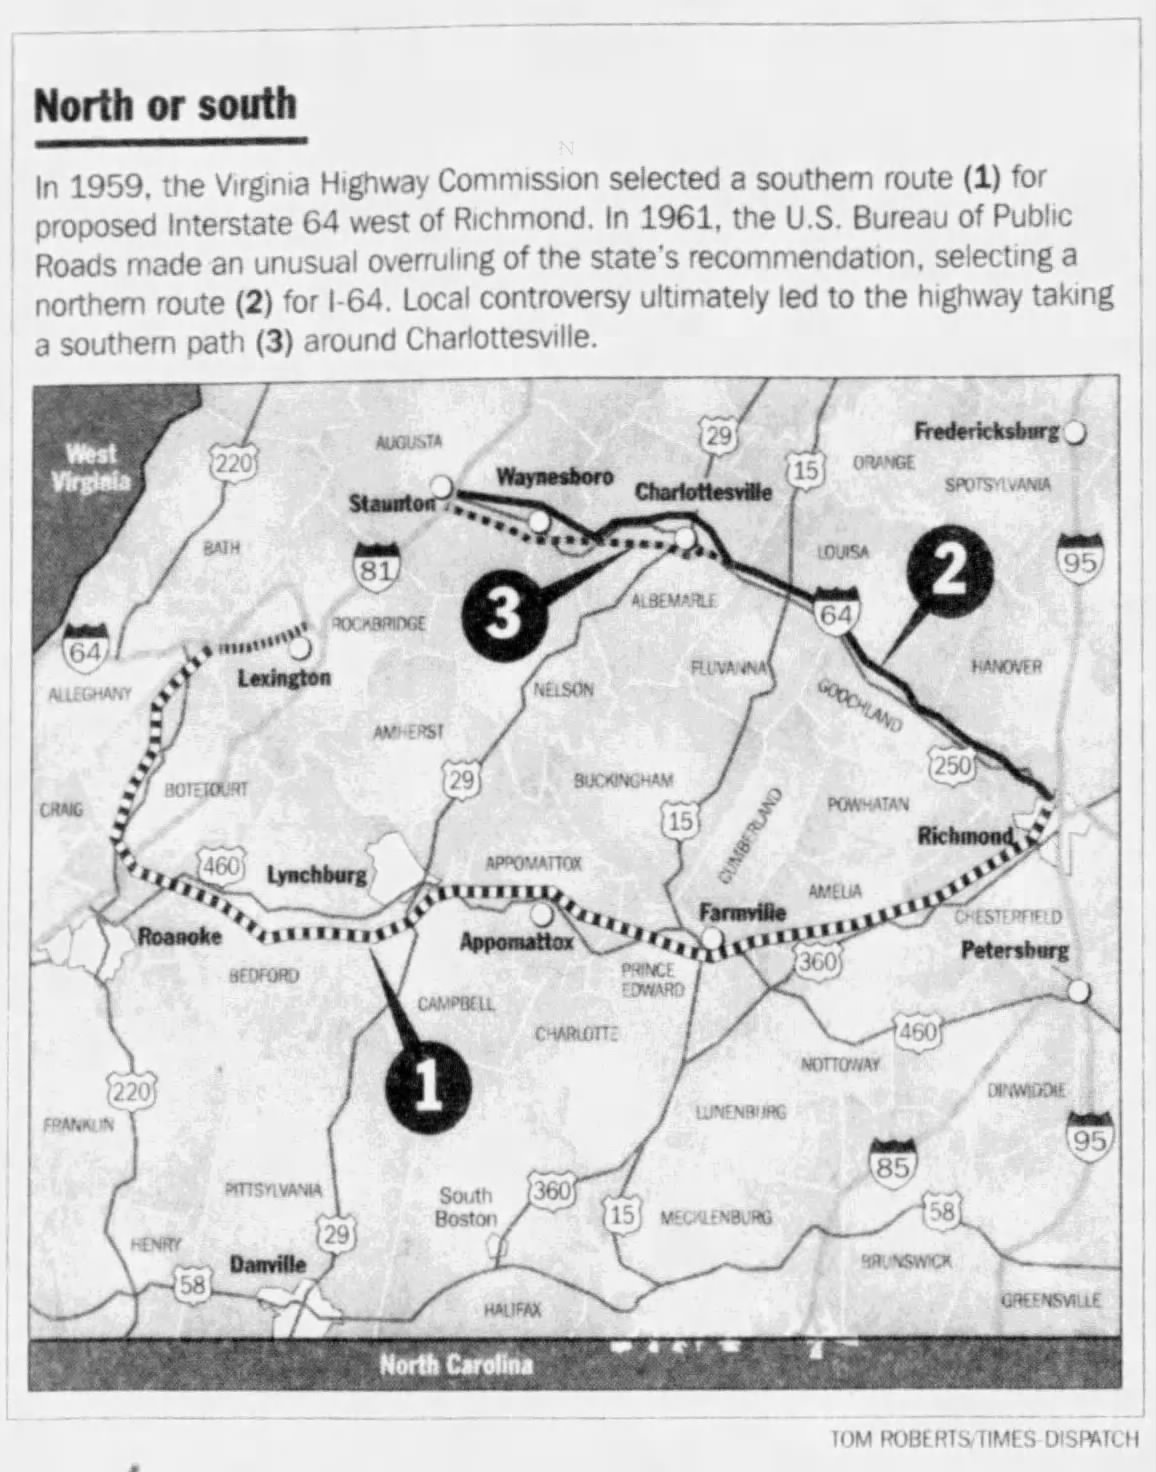 North or south
N
In 1959, the Virginia Highway Commission selected a southern route (1) for
proposed Interstate 64 west of Richmond. In 1961, the U.S. Bureau of Public
Roads made an unusual overruling of the state's recommendation, selecting a
northern route (2) for I-64. Local controversy ultimately led to the highway taking
a southern path (3) around Charlottesville.
West
Virginia
220
AUGUSTA
29
Fredericksburg
15
ORANGE
SPOTSYLVANIA
Waynesboro
Charlottesville
Staunton
BATH
81
LOUISA
2
95
3
ALBEMARLE
64
ROCKBRIDGE
64
Lexington
ALLEGHANY
NELSON
FLUVANNA
GOOCHLAND
HANOVER
AMHERST
29
BUCKINGHAM
250
BOTETOURT
CRAIG
15
CUMBERLAND
POWHATAN
Richmond
460
Lynchburg
APPOMATTOX
AMELIA
Farmville
CHESTERFIELD
Roanoke
Appomattox
360
Petersburg
BEDFORD
PRINCE
EDWARD
CAMPBELL
CHARLOTTE
460
1
NOTTOWAY
220
DINWIDDIE
FRANKLIN
LUNENBURG
95
85
PITTSYLVANIA
South
Boston
360
15
MECKLENBURG
58
29
HENRY
Danville
BRUNSWICK
58
HALIFAX
GREENSVILLE
North Carolina
TOM ROBERTS/TIMES-DISPATCH